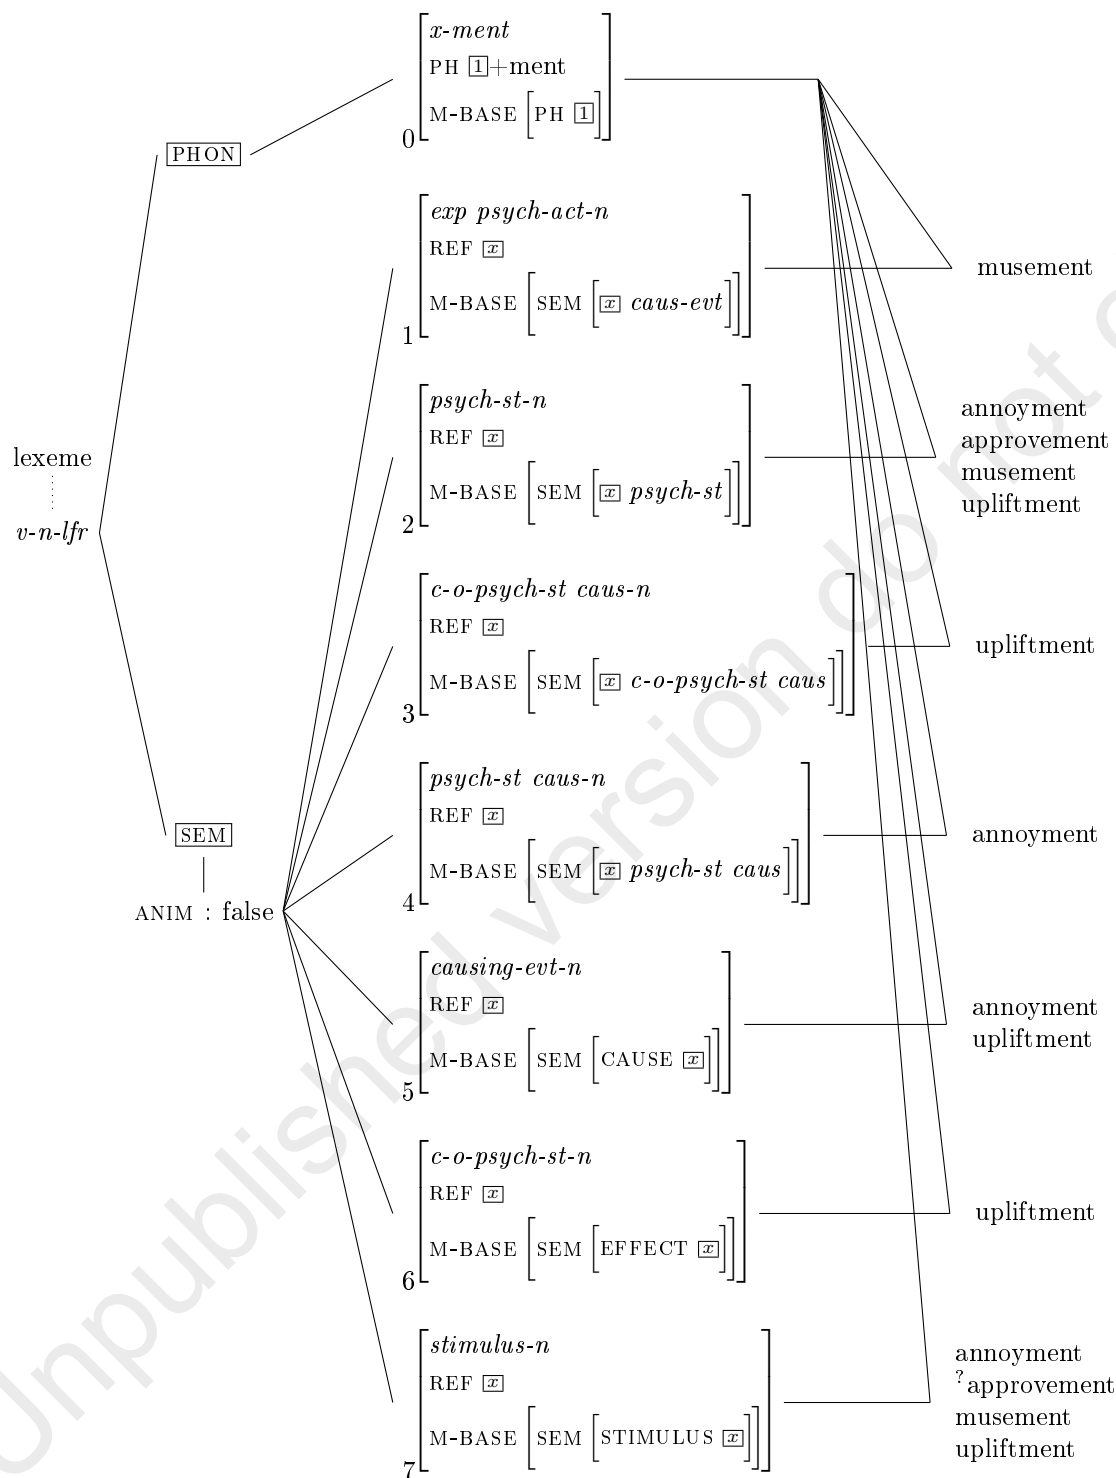 x-ment
PH 1+ment
M-BASE [PH 1]
0
PHON
exp psych-act-n
REF x
M-BASE [SEM [x caus-evt]]
1
musement
psych-st-n
REF x
M-BASE [SEM [x psych-st]]
2
annoyment
approvement
musement
upliftment
lexeme
v-n-lfr
c-o-psych-st caus-n
REF x
M-BASE [SEM [x c-o-psych-st caus]]
3
upliftment
psych-st caus-n
REF x
M-BASE [SEM [x psych-st caus]]
4
annoyment
SEM
ANIM : false
causing-evt-n
REF x
M-BASE [SEM [CAUSE x]]
5
annoyment
upliftment
c-o-psych-st-n
REF x
M-BASE [SEM [EFFECT x]]
6
upliftment
stimulus-n
REF x
M-BASE [SEM [STIMULUS x]]
7
annoyment
?approvement
musement
upliftment
Unpublished version do not